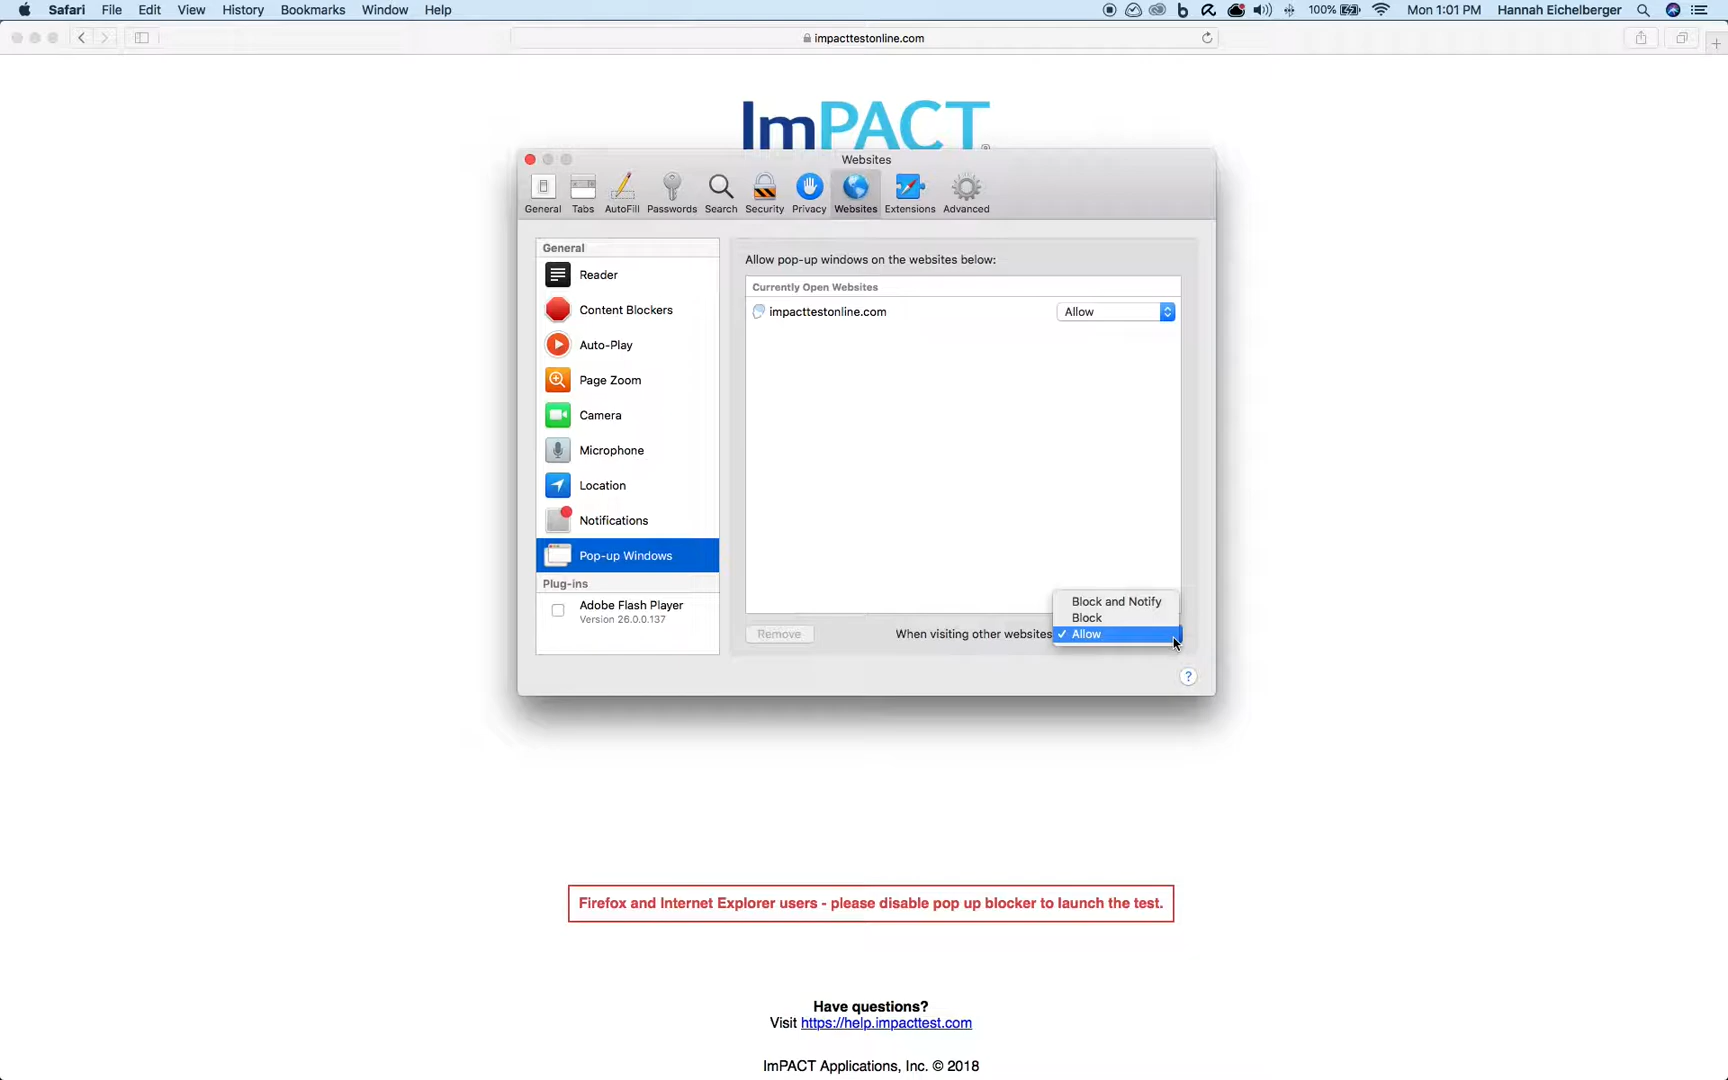 Safari File Edit View History Bookmarks Window Help 100% Mon 1:01 PM Hannah Eichelberger
impacttestonline.com
ImPACT
®
Websites
General Tabs AutoFill Passwords Search Security Privacy Websites Extensions Advanced
General
Reader
Content Blockers
Auto-Play
Page Zoom
Camera
Microphone
Location
Notifications
Pop-up Windows
Plug-ins
Adobe Flash Player
Version 26.0.0.137
Allow pop-up windows on the websites below:
Currently Open Websites
impacttestonline.com Allow
Block and Notify
Block
Remove When visiting other websites ✓ Allow
?
Firefox and Internet Explorer users - please disable pop up blocker to launch the test.
Have questions?
Visit https://help.impacttest.com
ImPACT Applications, Inc. © 2018